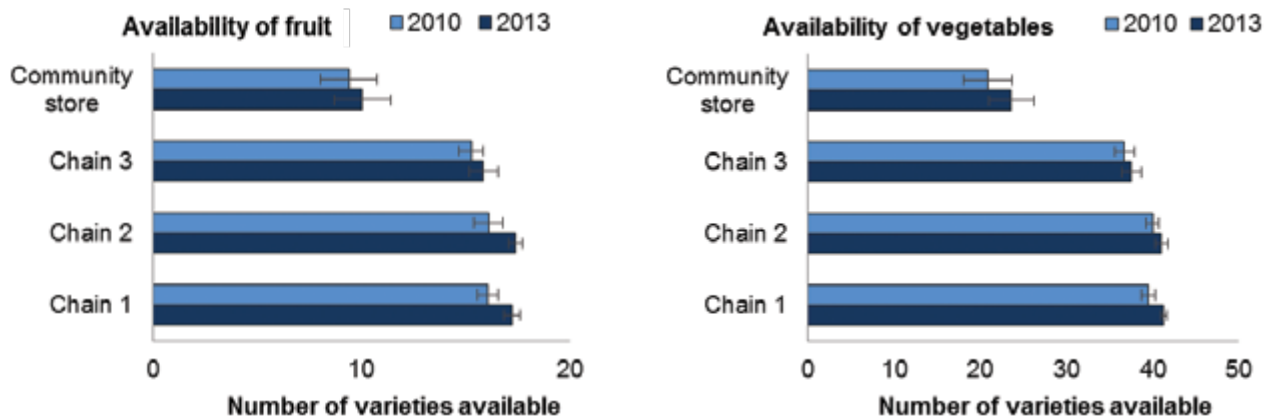 Availability of fruit
2010 2013
Community
store
Chain 3
Chain 2
Chain 1
0 10 20
Number of varieties available
Availability of vegetables
2010 2013
Community
store
Chain 3
Chain 2
Chain 1
0 10 20 30 40 50
Number of varieties available